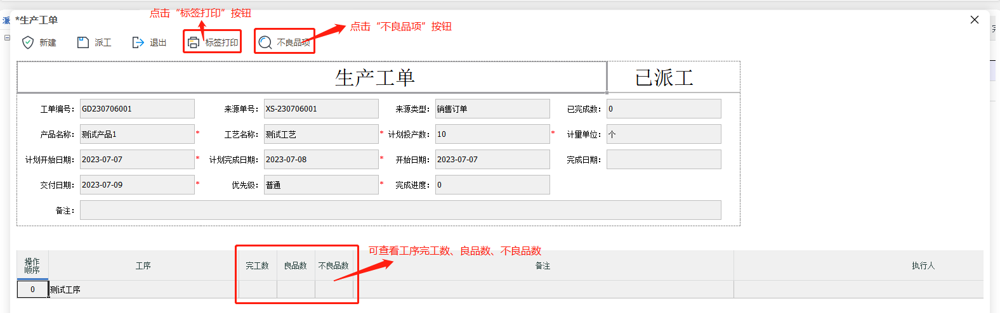 点击“标签打印”按钮
派
*生产工单
点击“不良品项”按钮
新建 派工 退出 标签打印 不良品项
生产工单 已派工
工单编号: GD230706001 来源单号: XS-230706001 来源类型: 销售订单 已完成数: 0
产品名称: 测试产品1 * 工艺名称: 测试工艺 * 计划投产数: 10 * 计量单位: 个
计划开始日期: 2023-07-07 * 计划完成日期: 2023-07-08 * 开始日期: 2023-07-07 完成日期:
交付日期: 2023-07-09 * 优先级: 普通 * 完成进度: 0
备注:
可查看工序完工数、良品数、不良品数
操作顺序 工序 完工数 良品数 不良品数 备注 执行人
0 测试工序